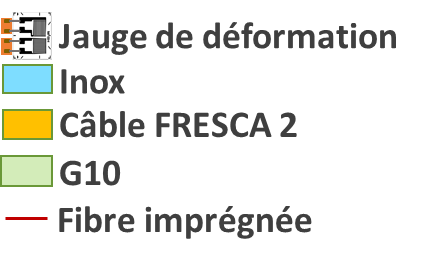 Jauge de déformation
Inox
Câble FRESCA 2
G10
Fibre imprégnée